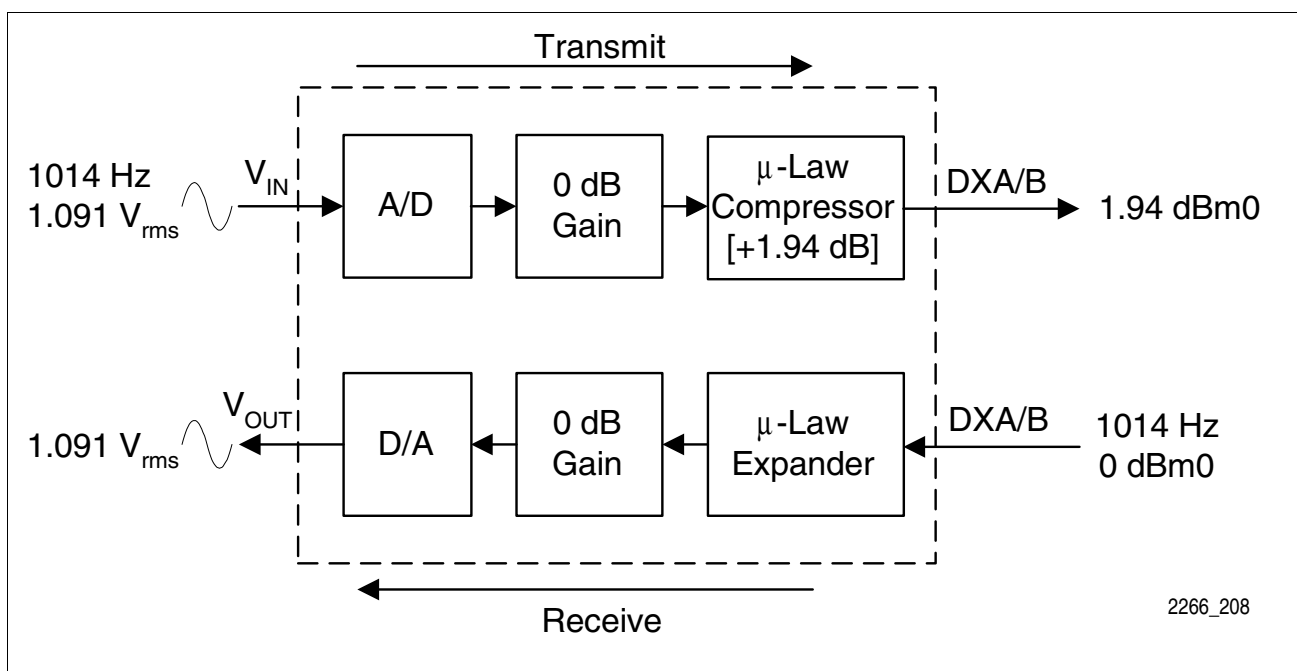 Transmit
1014 Hz
1.091 Vrms
VIN
A/D
0 dB
Gain
μ-Law
Compressor
[+1.94 dB]
DXA/B
1.94 dBm0
1.091 Vrms
VOUT
D/A
0 dB
Gain
μ-Law
Expander
DXA/B
1014 Hz
0 dBm0
Receive
2266_208